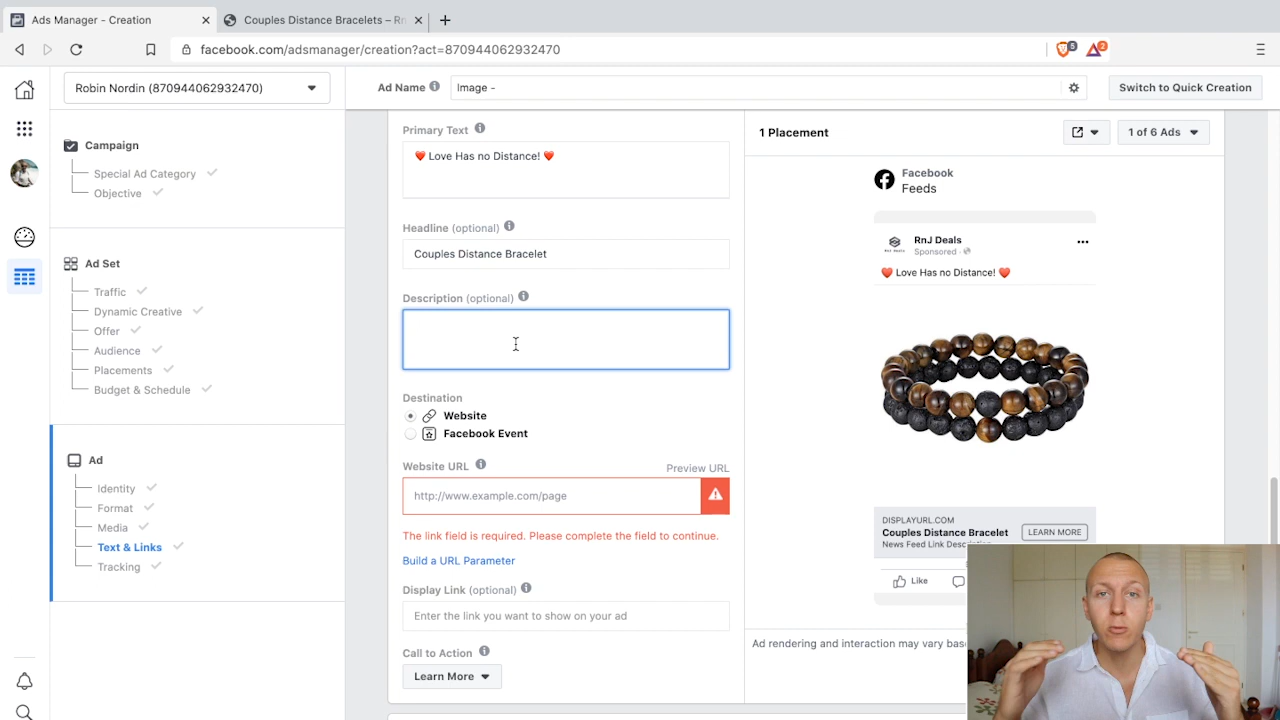 Ads Manager - Creation
Couples Distance Bracelets – Rn
facebook.com/adsmanager/creation?act=870944062932470
5
2
Robin Nordin (870944062932470)
Ad Name
Image -
Switch to Quick Creation
Campaign
Special Ad Category
Objective
Ad Set
Traffic
Dynamic Creative
Offer
Audience
Placements
Budget & Schedule
Ad
Identity
Format
Media
Text & Links
Tracking
Primary Text
❤️ Love Has no Distance! ❤️
Headline (optional)
Couples Distance Bracelet
Description (optional)
Destination
Website
Facebook Event
Website URL
Preview URL
http://www.example.com/page
The link field is required. Please complete the field to continue.
Build a URL Parameter
Display Link (optional)
Enter the link you want to show on your ad
Call to Action
Learn More
1 Placement
1 of 6 Ads
Facebook
Feeds
RnJ Deals
Sponsored ·
❤️ Love Has no Distance! ❤️
DISPLAYURL.COM
Couples Distance Bracelet
LEARN MORE
News Feed Link
Like
Ad rendering and interaction may vary